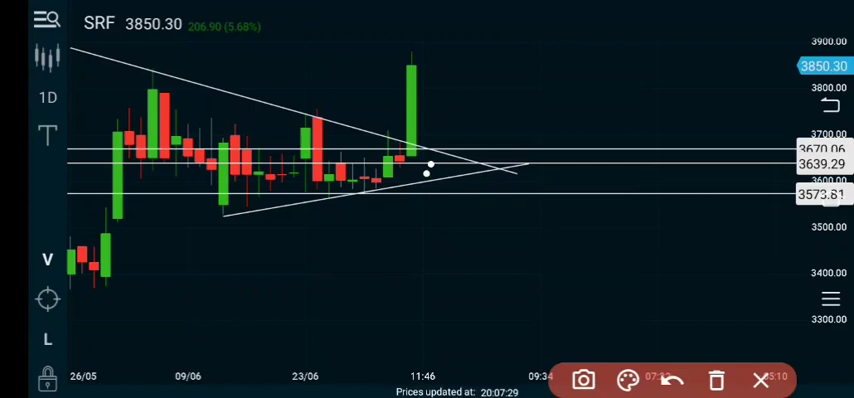 SRF 3850.30 206.90 (5.68%)
3900.00
3850.30
1D
3800.00
T
3700.00
3670.06
3639.29
3600.00
3573.81
3500.00
V
3400.00
3300.00
L
26/05 09/06 23/06 11:46 09:34
Prices updated at: 20:07:29